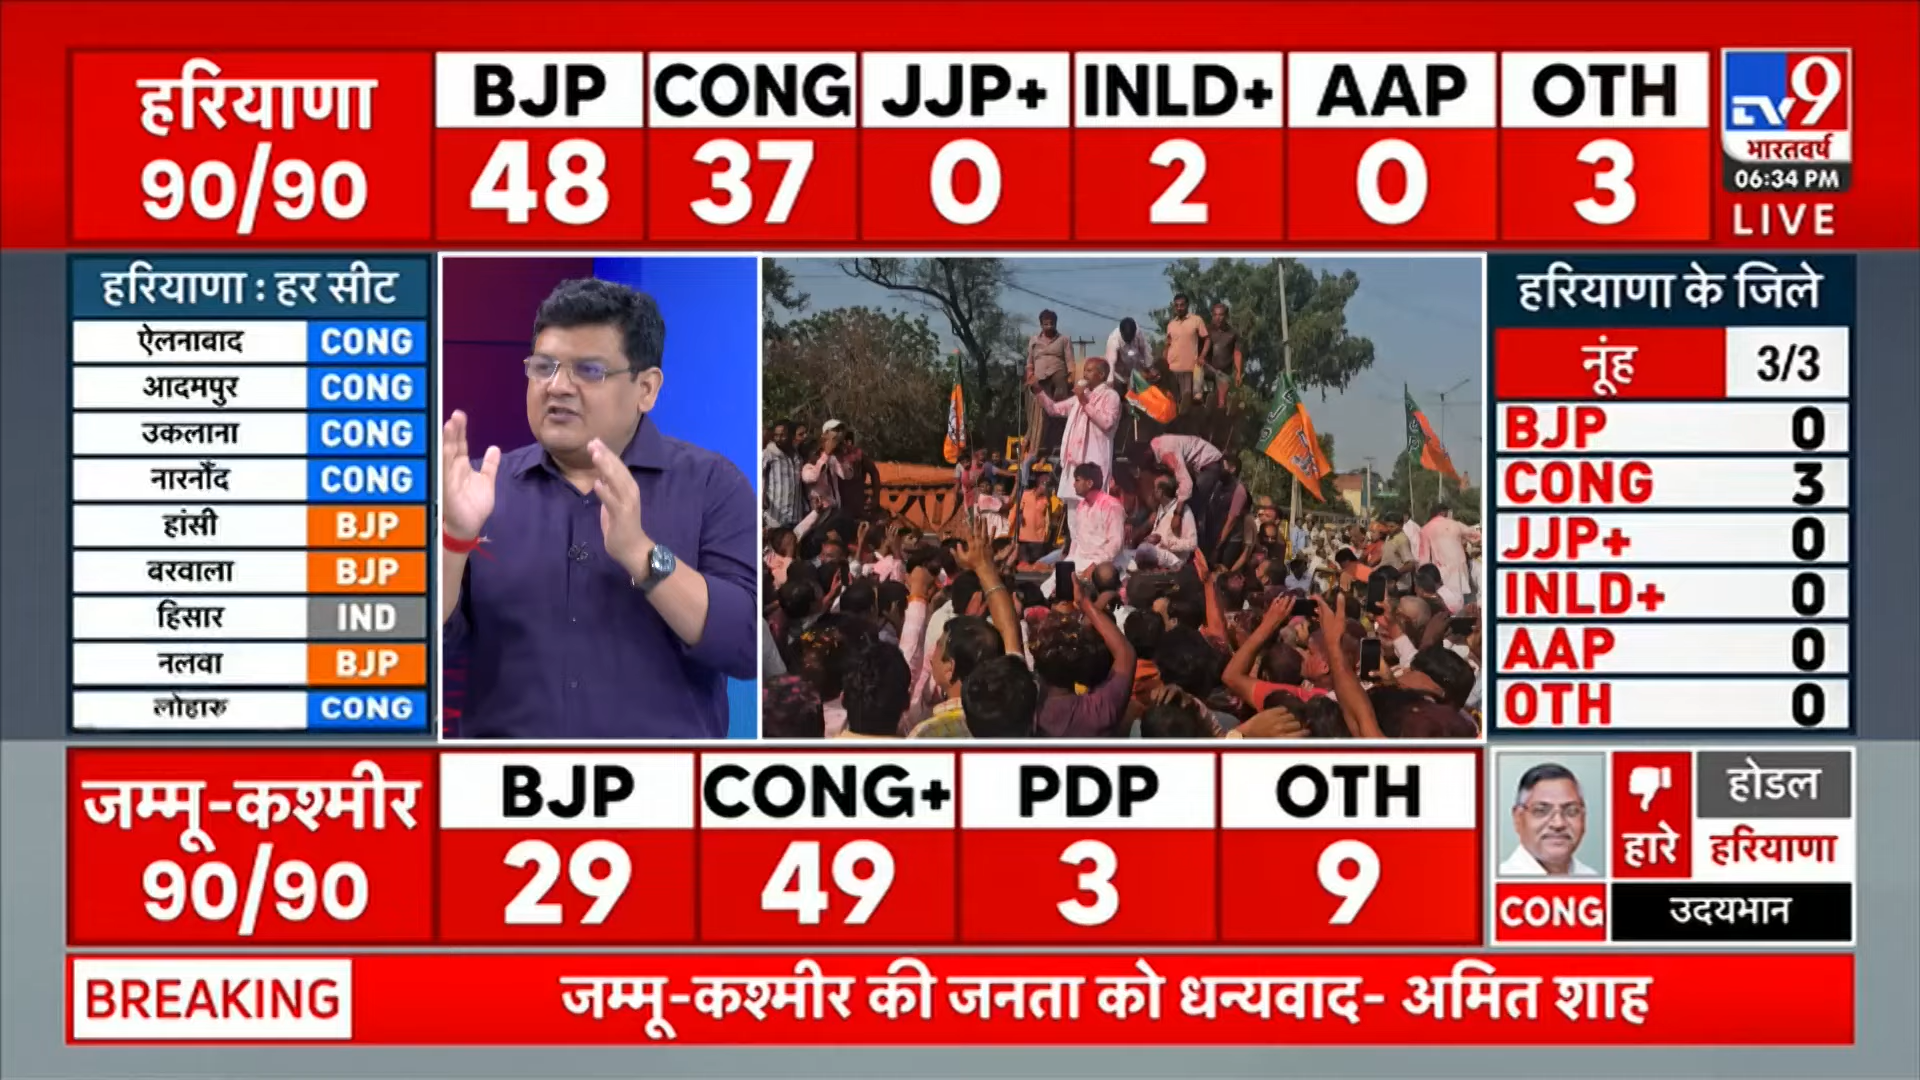 हरियाणा
90/90
BJP CONG JJP+ INLD+ AAP OTH
48 37 0 2 0 3
TV9
भारतवर्ष
06:34 PM
LIVE
हरियाणा : हर सीट
ऐलनाबाद CONG
आदमपुर CONG
उकलाना CONG
नारनौंद CONG
हांसी BJP
बरवाला BJP
हिसार IND
नलवा BJP
लोहारु CONG
हरियाणा के जिले
नूंह 3/3
BJP 0
CONG 3
JJP+ 0
INLD+ 0
AAP 0
OTH 0
जम्मू-कश्मीर
90/90
BJP CONG+ PDP OTH
29 49 3 9
होडल
हारे हरियाणा
CONG उदयभान
BREAKING जम्मू-कश्मीर की जनता को धन्यवाद- अमित शाह